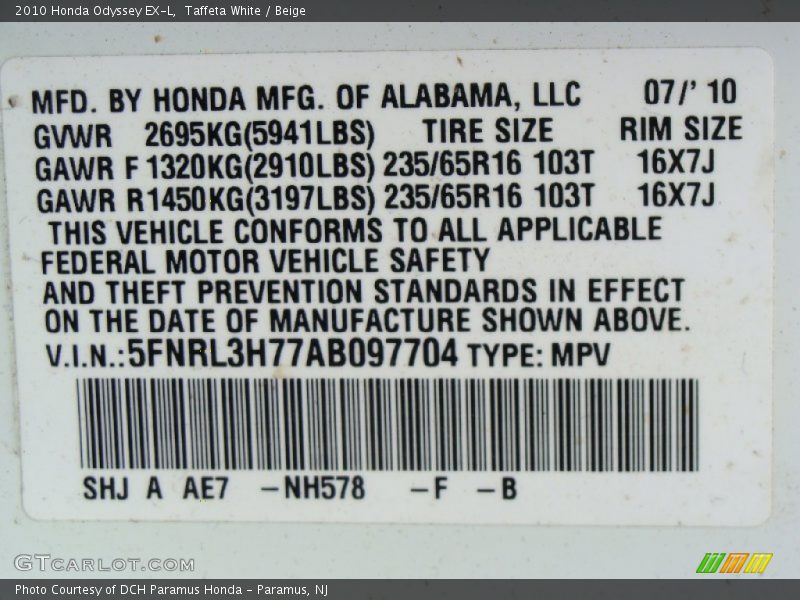 2010 Honda Odyssey EX-L,  Taffeta White / Beige
MFD. BY HONDA MFG. OF ALABAMA, LLC 07/' 10
GVWR 2695KG(5941LBS) TIRE SIZE RIM SIZE
GAWR F 1320KG(2910LBS) 235/65R16 103T 16X7J
GAWR R1450KG(3197LBS) 235/65R16 103T 16X7J
THIS VEHICLE CONFORMS TO ALL APPLICABLE
FEDERAL MOTOR VEHICLE SAFETY
AND THEFT PREVENTION STANDARDS IN EFFECT
ON THE DATE OF MANUFACTURE SHOWN ABOVE.
V.I.N.:5FNRL3H77AB097704 TYPE: MPV
SHJ A AE7 -NH578 -F -B
GTCARLOT.COM
Photo Courtesy of DCH Paramus Honda - Paramus, NJ